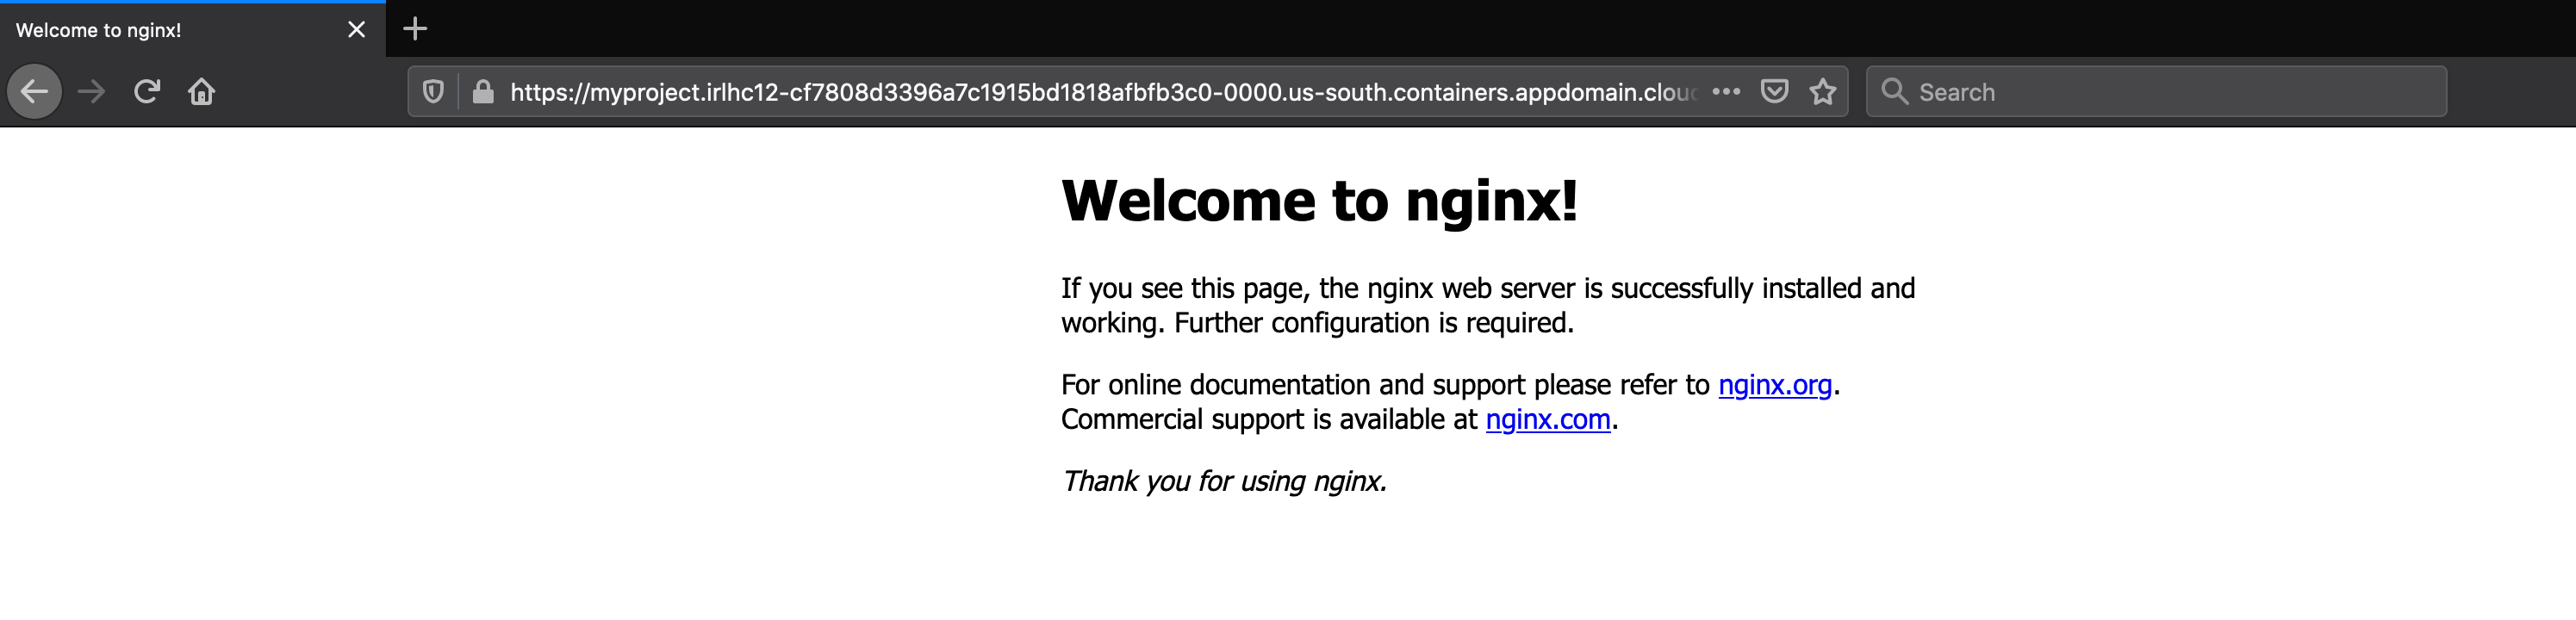 Welcome to nginx!
https://myproject.irlhc12-cf7808d3396a7c1915bd1818afbfb3c0-0000.us-south.containers.appdomain.cloud
Search
Welcome to nginx!
If you see this page, the nginx web server is successfully installed and
working. Further configuration is required.
For online documentation and support please refer to nginx.org.
Commercial support is available at nginx.com.
Thank you for using nginx.